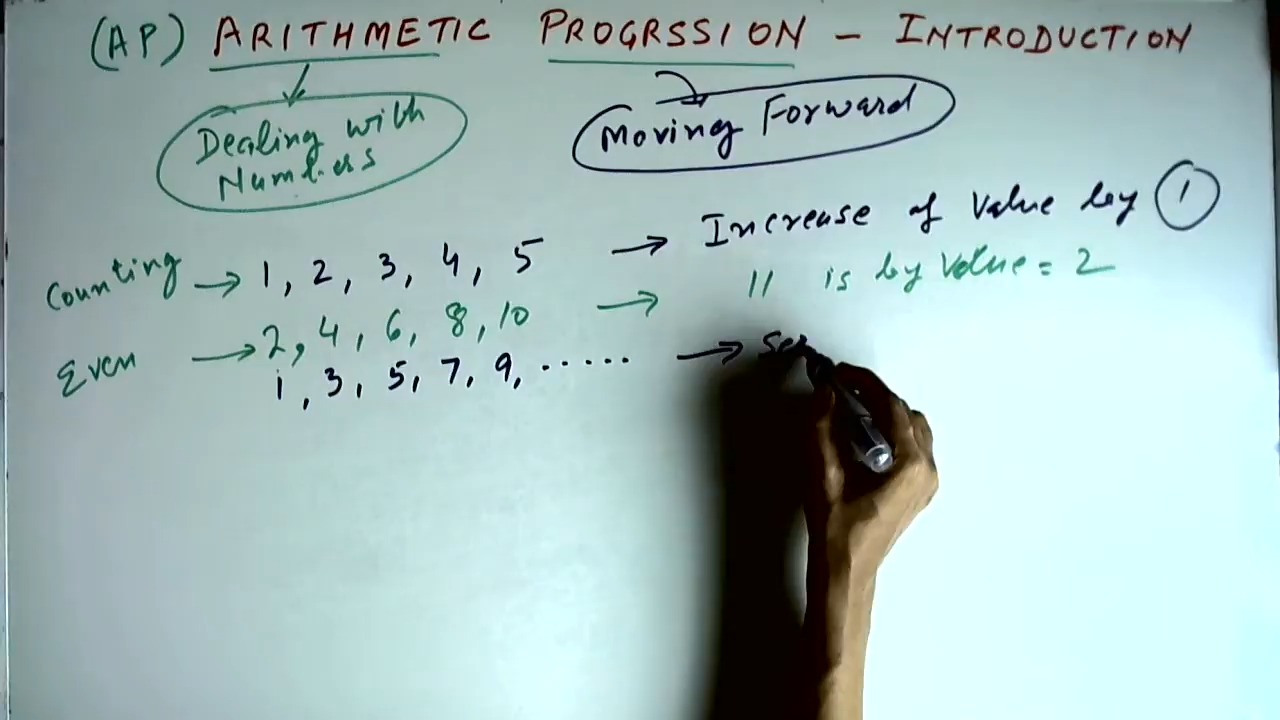 (AP) ARITHMETIC PROGRSSION - INTRODUCTION
Dealing with
Numbers
Moving Forward
Counting → 1, 2, 3, 4, 5 → Increase of Value by 1
Even → 2, 4, 6, 8, 10 → 11 is by Value = 2
1, 3, 5, 7, 9, ...... →